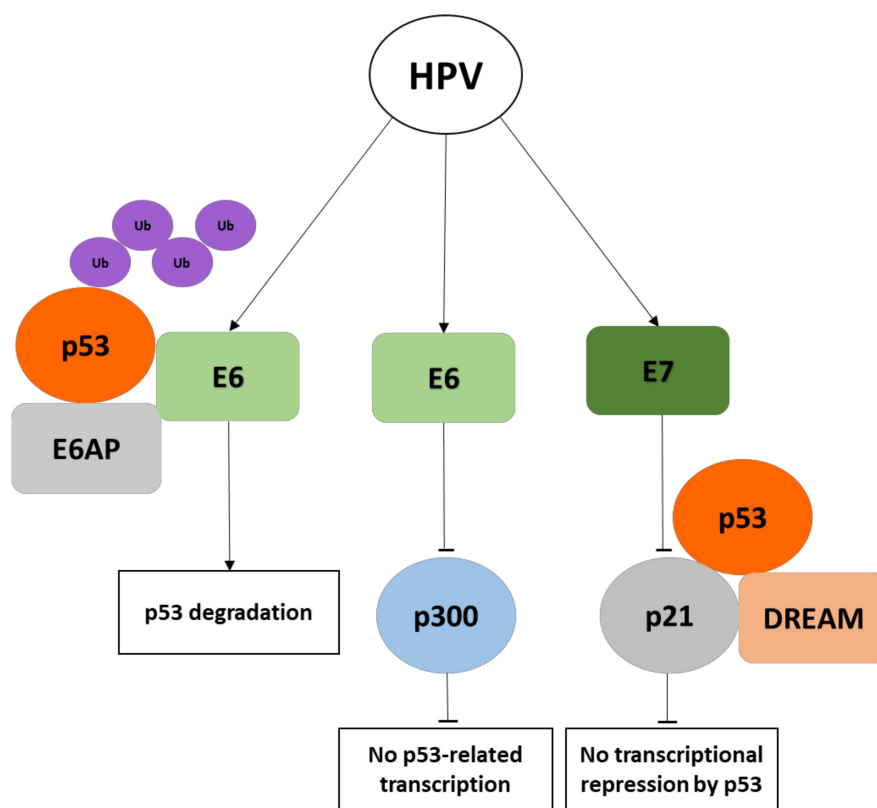 HPV
Ub
Ub
Ub
Ub
p53
E6
E6
E7
E6AP
p53
p53 degradation
p300
p21
DREAM
No p53-related
transcription
No transcriptional
repression by p53